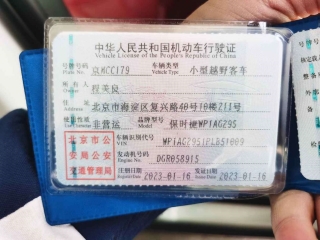 中华人民共和国机动车行驶证
Vehicle License of the People's Republic of China
号牌号码 京MCC179 车辆类型 小型越野客车
Plate No. Vehicle Type
所有人 程美良
Owner
住址 北京市海淀区复兴路40号10楼211号
Address
使用性质 非营运 品牌型号 保时捷WP1AG295
Model
北京市公安局公安交通管理局
车辆识别代号
VIN
发动机号码 DGR058915
Engine No.
注册日期 2023-01-16 发证日期 2023-01-16
Register Date Issue Date